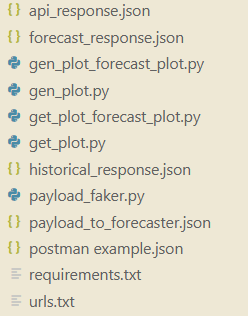 api_response.json
forecast_response.json
gen_plot_forecast_plot.py
gen_plot.py
get_plot_forecast_plot.py
get_plot.py
historical_response.json
payload_faker.py
payload_to_forecaster.json
postman example.json
requirements.txt
urls.txt